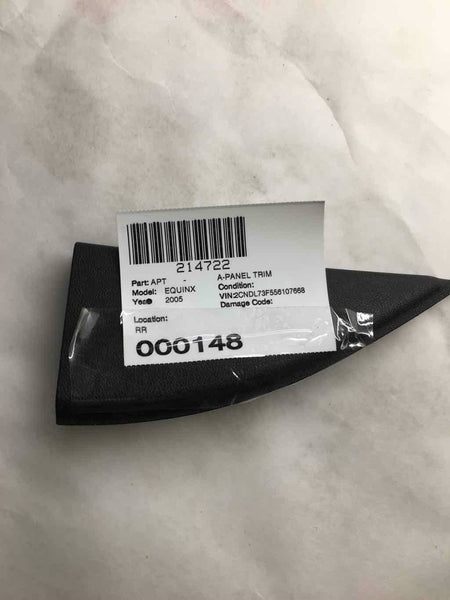 214722
Part: APT - A-PANEL TRIM
Model: EQUINX Condition:
Year: 2005 VIN:2CNDL73F556107668
Damage Code:
Location:
RR
000148